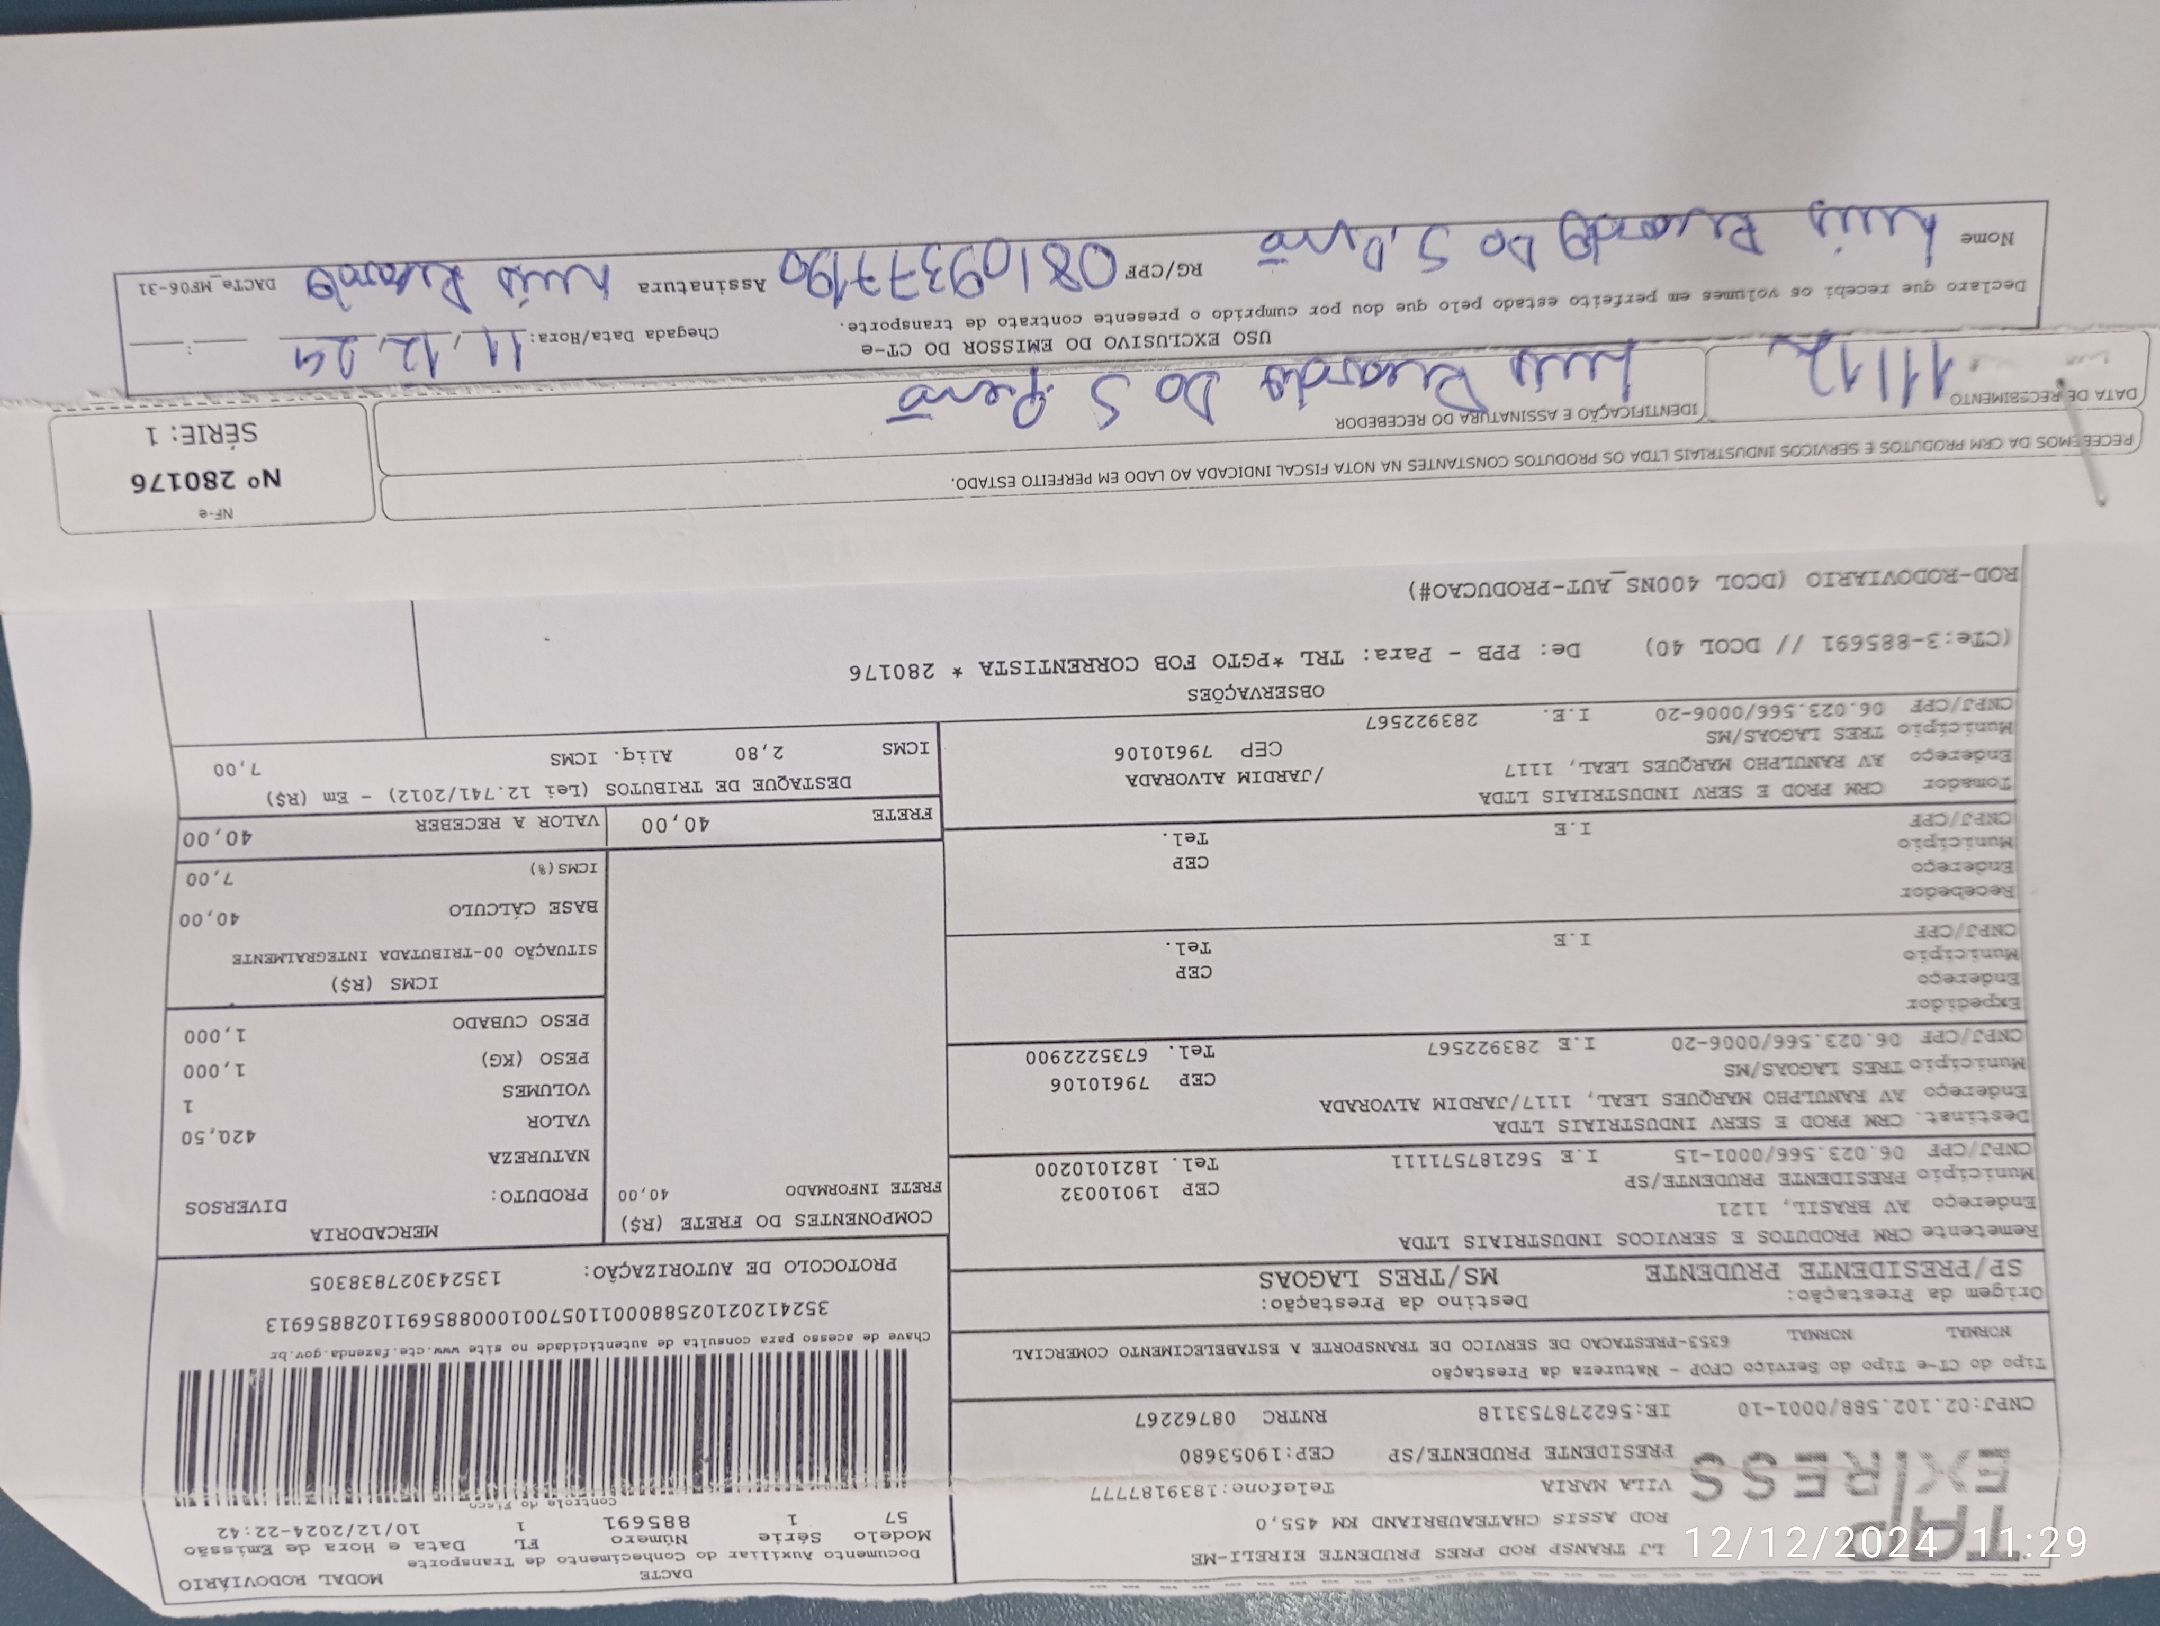 DACTE
MODAL RODOVIÁRIO
Documento Auxiliar do Conhecimento de Transporte
Modelo Série Número FL Data e Hora de Emissão
57 1 885691 1 10/12/2024-22:42
Controle do Fisco
Chave de acesso para consulta de autenticidade no site www.cte.fazenda.gov.br
35241202102588000110570010008856911028856913
PROTOCOLO DE AUTORIZAÇÃO: 135243027838305
TAP
EXPRESS
LJ TRANSP ROD PRES PRUDENTE EIRELI-ME
ROD ASSIS CHATEAUBRIAND KM 455,0
VILA MARIA Telefone:1839187777
PRESIDENTE PRUDENTE/SP CEP:19053680
CNPJ:02.102.588/0001-10 IE:562278753118 RNTRC 08762267
Tipo do CT-e Tipo do Serviço CFOP - Natureza da Prestação
NORMAL NORMAL 6353-PRESTACAO DE SERVICO DE TRANSPORTE A ESTABELECIMENTO COMERCIAL
Origem da Prestação: Destino da Prestação:
SP/PRESIDENTE PRUDENTE MS/TRES LAGOAS
Remetente CRM PRODUTOS E SERVICOS INDUSTRIAIS LTDA
Endereço AV BRASIL, 1121
Município PRESIDENTE PRUDENTE/SP CEP 19010032
CNPJ/CPF 06.023.566/0001-15 I.E 562187571111 Tel. 1821010200
Destinat. CRM PROD E SERV INDUSTRIAIS LTDA
Endereço AV RANULPHO MARQUES LEAL, 1117/JARDIM ALVORADA
Município TRES LAGOAS/MS CEP 79610106
CNPJ/CPF 06.023.566/0006-20 I.E 283922567 Tel. 6735222900
Expedidor
Endereço
Município CEP
CNPJ/CPF I.E Tel.
Recebedor
Endereço
Município CEP
CNPJ/CPF I.E Tel.
Tomador CRM PROD E SERV INDUSTRIAIS LTDA
Endereço AV RANULPHO MARQUES LEAL, 1117 /JARDIM ALVORADA
Município TRES LAGOAS/MS CEP 79610106
CNPJ/CPF 06.023.566/0006-20 I.E. 283922567
COMPONENTES DO FRETE (R$)
FRETE INFORMADO 40,00
MERCADORIA
PRODUTO: DIVERSOS
NATUREZA
VALOR 420,50
VOLUMES 1
PESO (KG) 1,000
PESO CUBADO 1,000
ICMS (R$)
SITUAÇÃO 00-TRIBUTADA INTEGRALMENTE
BASE CÁLCULO 40,00
ICMS(%) 7,00
FRETE 40,00 VALOR A RECEBER 40,00
DESTAQUE DE TRIBUTOS (Lei 12.741/2012) - Em (R$)
ICMS 2,80 Aliq. ICMS 7,00
OBSERVAÇÕES
(CTe:3-885691 // DCOL 40) De: PPB - Para: TRL *PGTO FOB CORRENTISTA * 280176
ROD-RODOVIARIO (DCOL 400NS_AUT-PRODUCAO#)
RECEBEMOS DA CRM PRODUTOS E SERVICOS INDUSTRIAIS LTDA OS PRODUTOS CONSTANTES NA NOTA FISCAL INDICADA AO LADO EM PERFEITO ESTADO.
NF-e
Nº 280176
SÉRIE: 1
DATA DE RECEBIMENTO
11/12
IDENTIFICAÇÃO E ASSINATURA DO RECEBEDOR
Luis Ricardo Do S
USO EXCLUSIVO DO EMISSOR DO CT-e
Chegada Data/Hora: 11.12.24 __:__
Declaro que recebi os volumes em perfeito estado pelo que dou por cumprido o presente contrato de transporte.
Nome Luis Ricardo Do S.
RG/CPF 08109377190 Assinatura Luis Ricardo
DACTe_MF06-31
12/12/2024 11:29